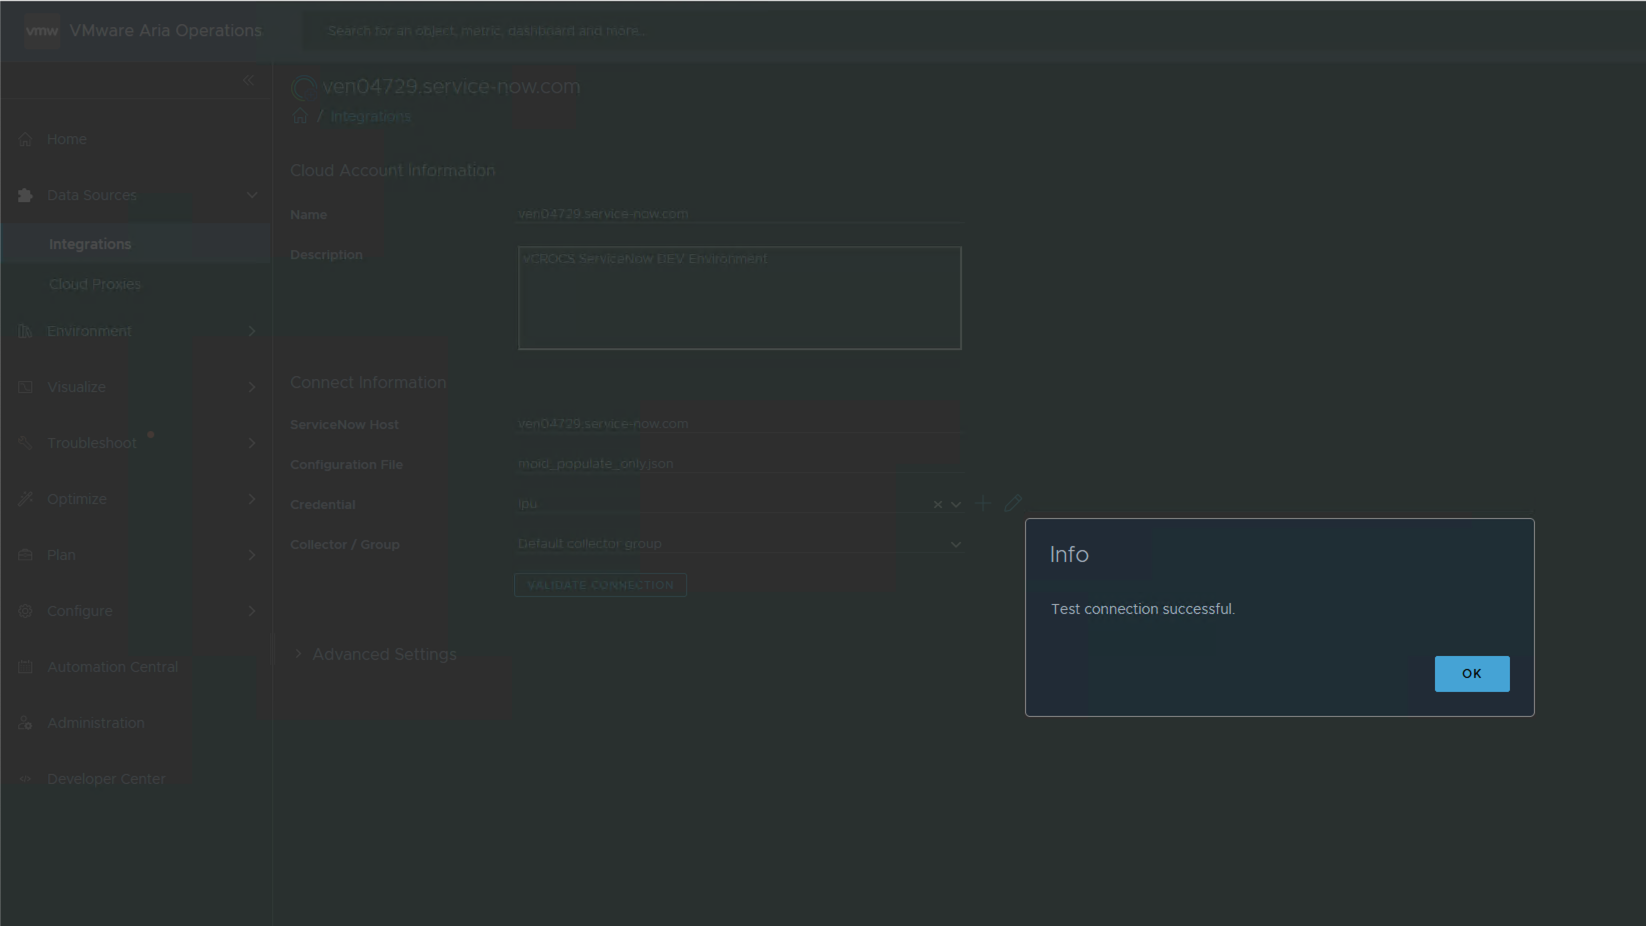 vmw VMware Aria Operations
Search for an object, metric, dashboard and more...
ven04729.service-now.com
/ Integrations
Home
Data Sources
Integrations
Cloud Proxies
Environment
Visualize
Troubleshoot
Optimize
Plan
Configure
Automation Central
Administration
Developer Center
Cloud Account Information
Name ven04729.service-now.com
Description vCROCS ServiceNow DEV Environment
Connect Information
ServiceNow Host ven04729.service-now.com
Configuration File moid_populate_only.json
Credential lpu
Collector / Group Default collector group
VALIDATE CONNECTION
Advanced Settings
Info
Test connection successful.
OK